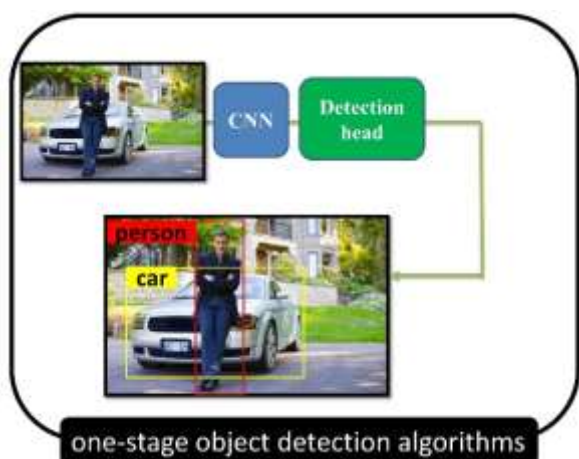 CNN
Detection
head
person
car
one-stage object detection algorithms